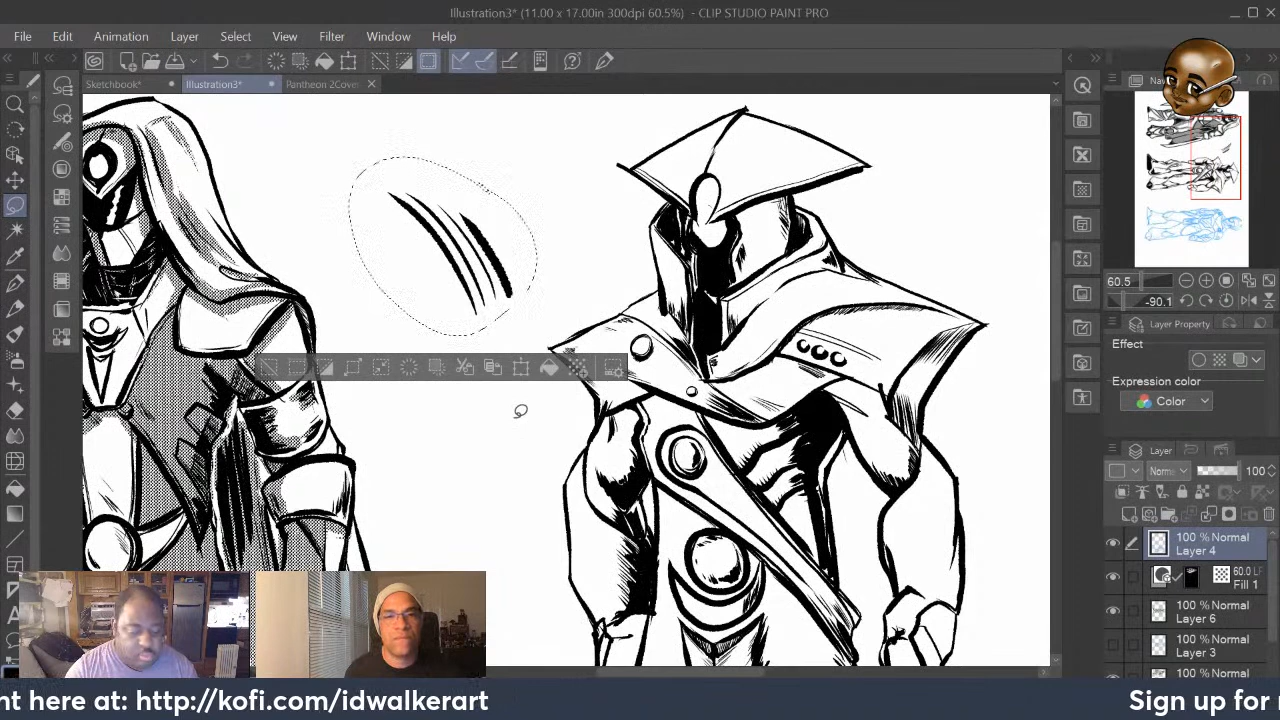 Illustration3* (11.00 x 17.00in 300dpi 60.5%) - CLIP STUDIO PAINT PRO
File Edit Animation Layer Select View Filter Window Help
Sketchbook* Illustration3* Pantheon 2Cover
60.5
-90.1
Layer Property
Effect
Expression color
Color
Layer
Norma 100
100 % Normal
Layer 4
60.0
Fill 1
100 % Normal
Layer 6
100 % Normal
Layer 3
100 % Normal
nt here at: http://kofi.com/idwalkerart Sign up for